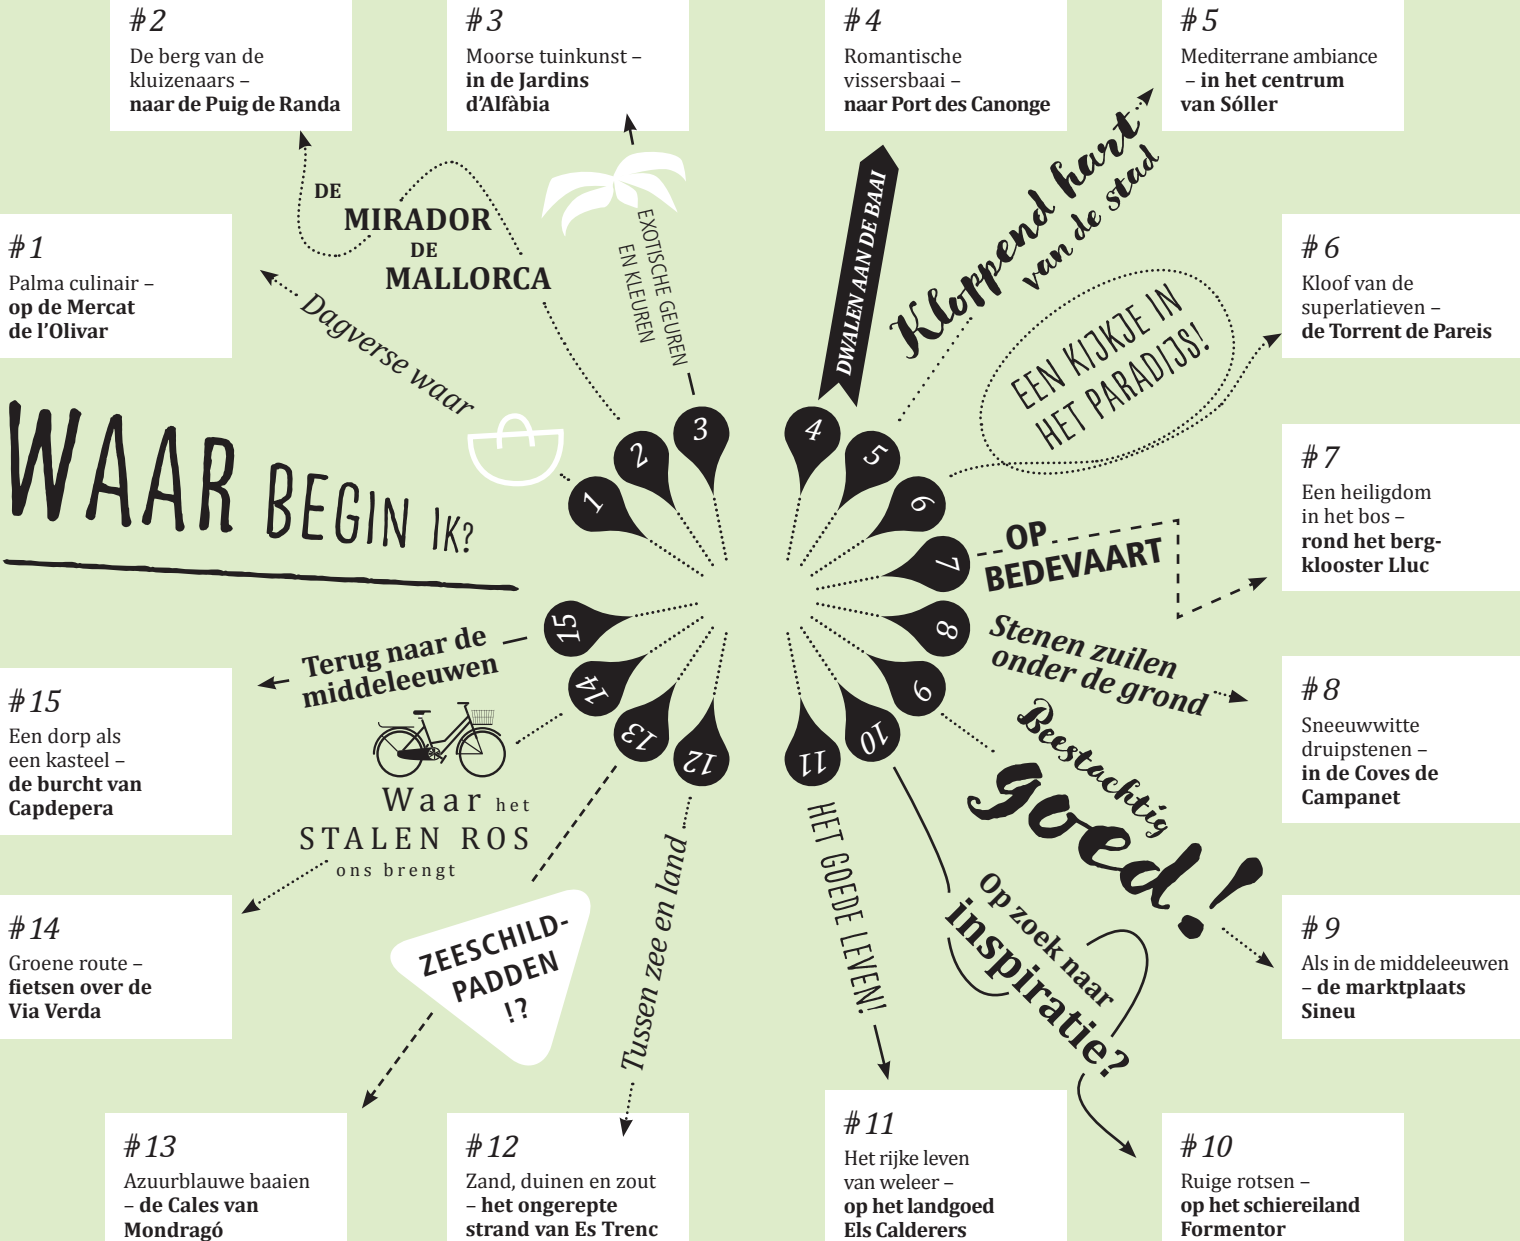 #2
De berg van de
kluizenaars –
naar de Puig de Randa
#3
Moorse tuinkunst –
in de Jardins
d'Alfàbia
#4
Romantische
vissersbaai –
naar Port des Canonge
#5
Mediterrane ambiance
– in het centrum
van Sóller
#1
Palma culinair –
op de Mercat
de l'Olivar
DE
MIRADOR
DE
MALLORCA
Dagverse waar
EXOTISCHE GEUREN
EN KLEUREN
DWALEN AAN DE BAAI
Kloppend hart
van de stad
EEN KIJKJE IN
HET PARADIJS!
#6
Kloof van de
superlatieven –
de Torrent de Pareis
WAAR BEGIN IK?
1
2
3
4
5
6
7
8
9
10
11
12
13
14
15
OP
BEDEVAART
#7
Een heiligdom
in het bos –
rond het berg-
klooster Lluc
Stenen zuilen
onder de grond
#8
Sneeuwwitte
druipstenen –
in de Coves de
Campanet
Terug naar de
middeleeuwen
#15
Een dorp als
een kasteel –
de burcht van
Capdepera
Waar het
STALEN ROS
ons brengt
#14
Groene route –
fietsen over de
Via Verda
ZEESCHILD-
PADDEN
!?
Tussen zee en land
HET GOEDE LEVEN!
Op zoek naar
inspiratie?
Beestachtig
goed!
#9
Als in de middeleeuwen
– de marktplaats
Sineu
#13
Azuurblauwe baaien
– de Cales van
Mondragó
#12
Zand, duinen en zout
– het ongerepte
strand van Es Trenc
#11
Het rijke leven
van weleer –
op het landgoed
Els Calderers
#10
Ruige rotsen –
op het schiereiland
Formentor